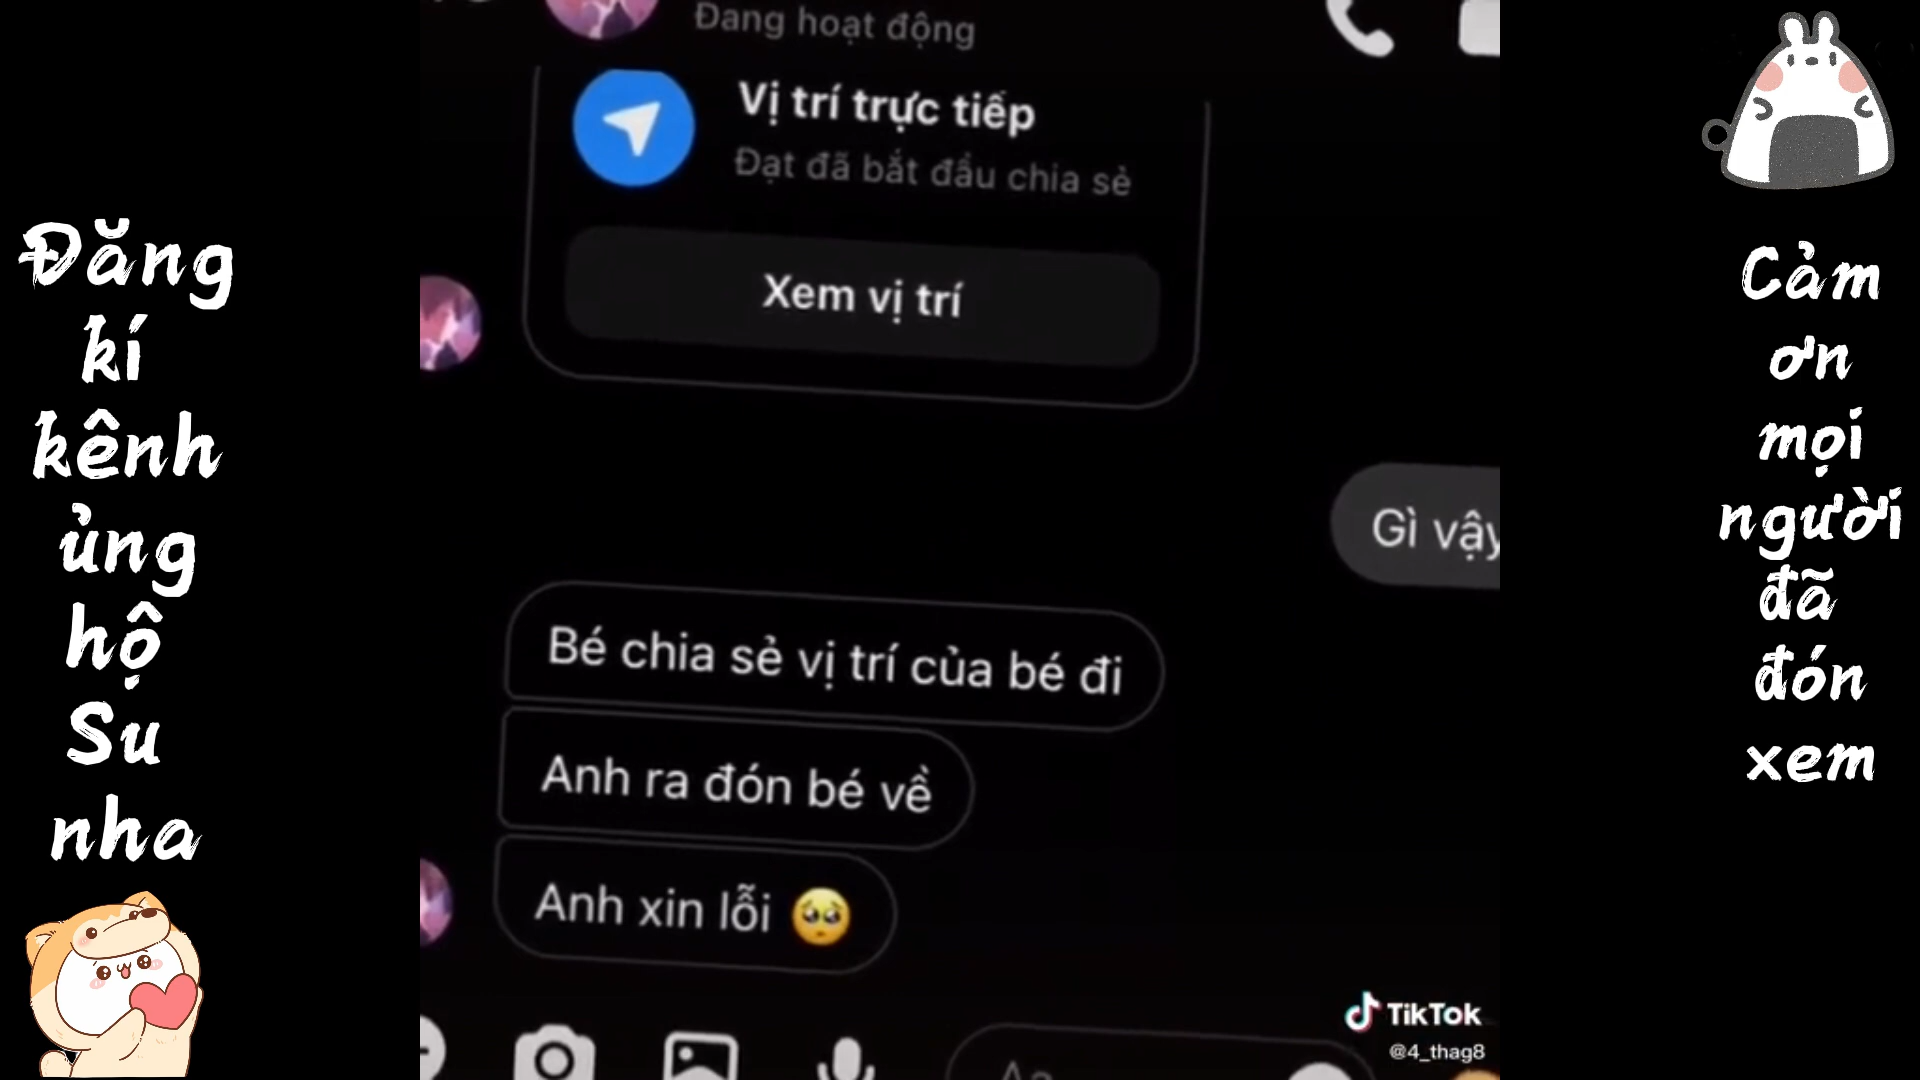 Đang hoạt động
Vị trí trực tiếp
Đạt đã bắt đầu chia sẻ
Xem vị trí
Gì vậy
Bé chia sẻ vị trí của bé đi
Anh ra đón bé về
Anh xin lỗi 🥺
Aa
TikTok
@4_thag8
Đăng
kí
kênh
ủng
hộ
Su
nha
Cảm
ơn
mọi
người
đã
đón
xem